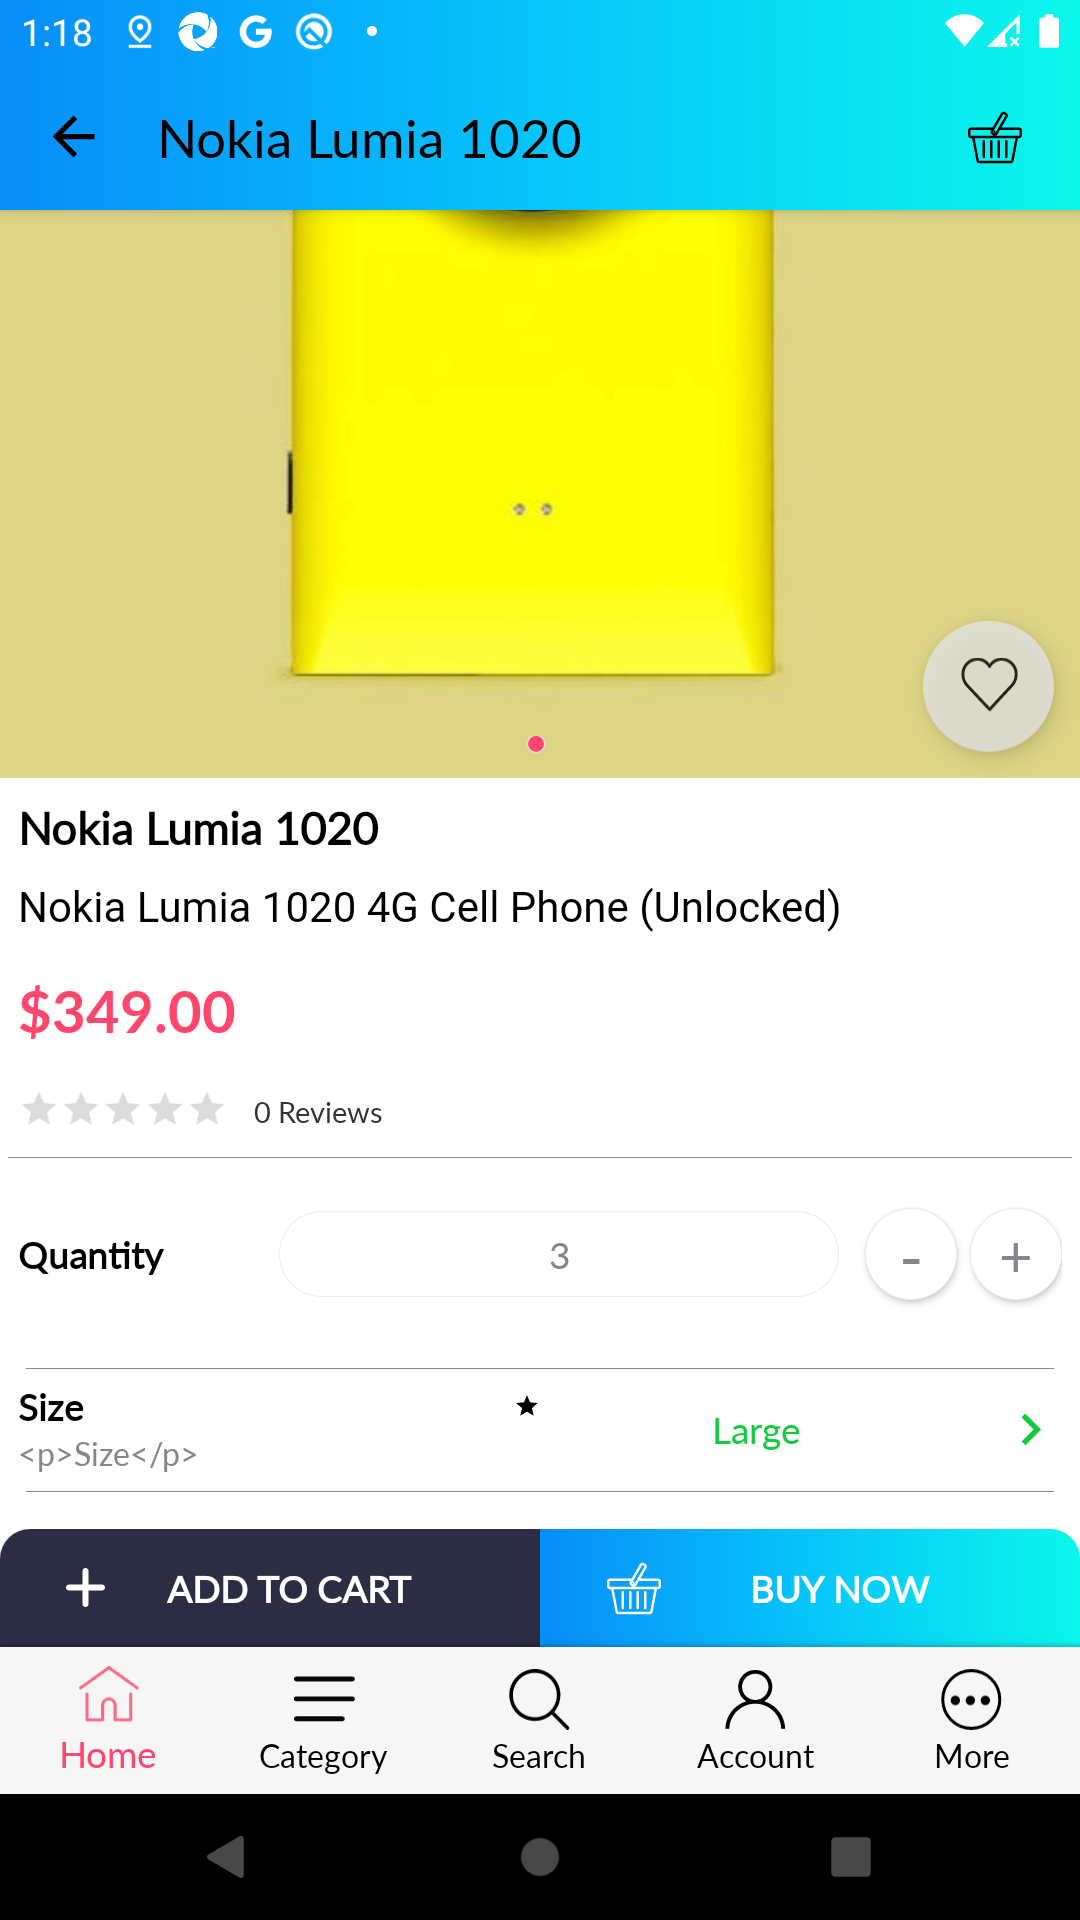 1:18
Nokia Lumia 1020
Nokia Lumia 1020
Nokia Lumia 1020 4G Cell Phone (Unlocked)
$349.00
0 Reviews
Quantity 3 - +
Size
<p>Size</p>
Large
ADD TO CART BUY NOW
Home Category Search Account More